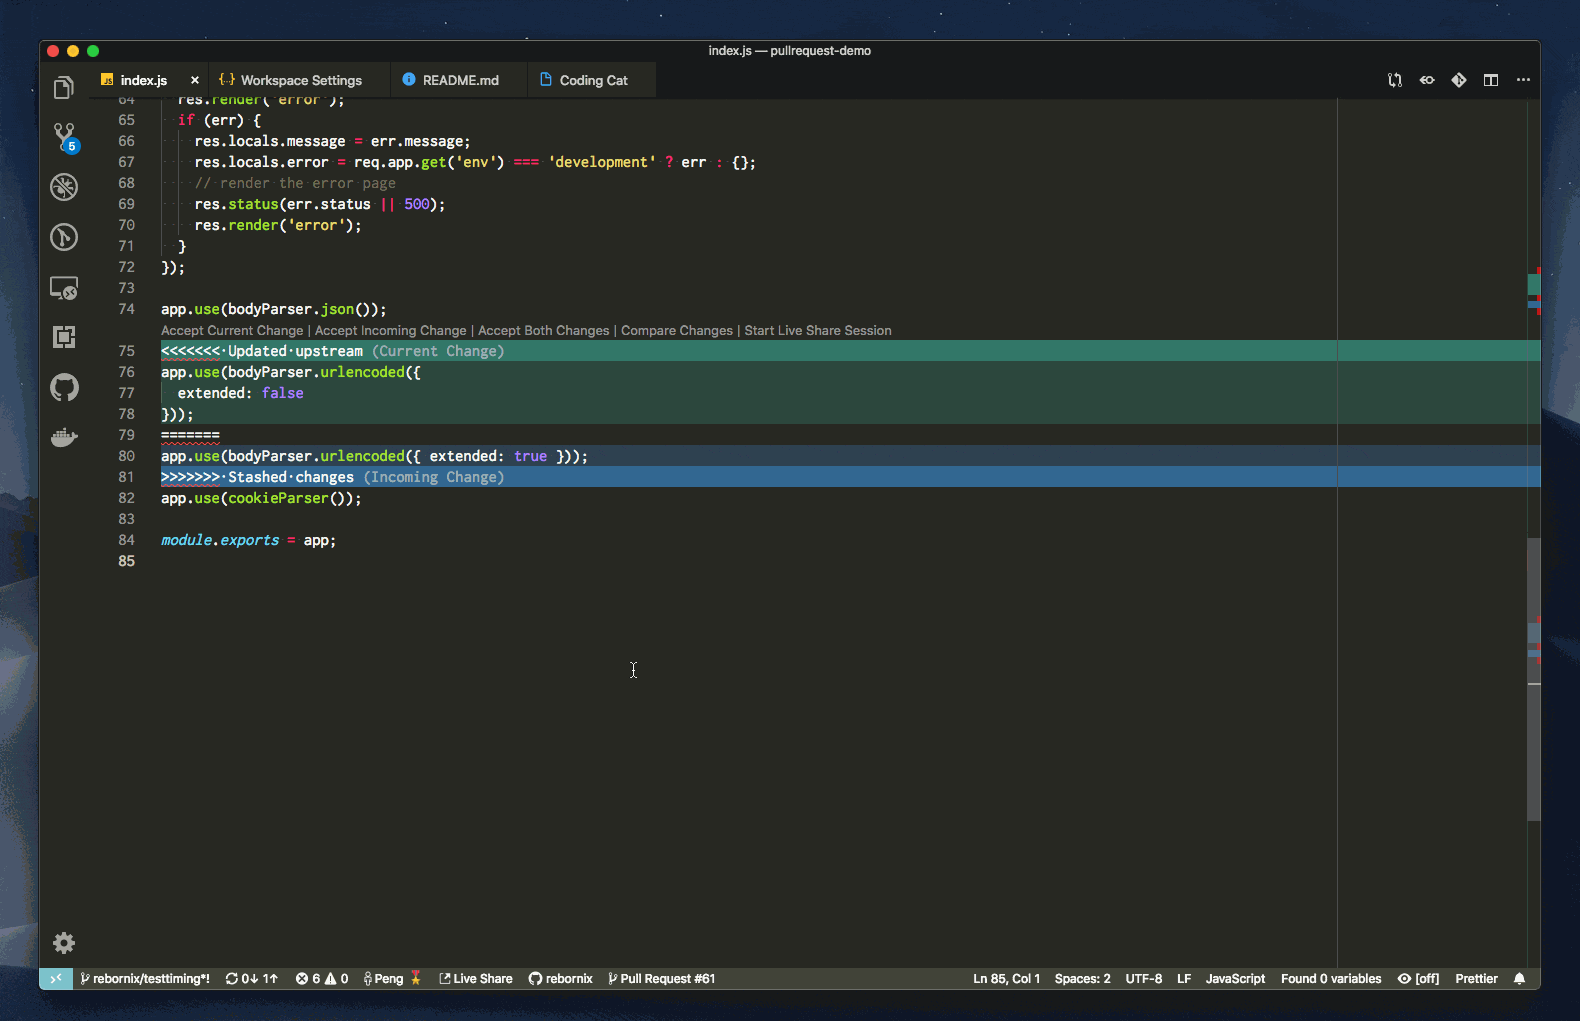 index.js — pullrequest-demo
index.js × {..} Workspace Settings README.md Coding Cat
64 res.render('error');
65 if (err) {
66 res.locals.message = err.message;
67 res.locals.error = req.app.get('env') === 'development' ? err : {};
68 // render the error page
69 res.status(err.status || 500);
70 res.render('error');
71 }
72 });
73
74 app.use(bodyParser.json());
Accept Current Change | Accept Incoming Change | Accept Both Changes | Compare Changes | Start Live Share Session
75 <<<<<<< Updated upstream (Current Change)
76 app.use(bodyParser.urlencoded({
77 extended: false
78 }));
79 =======
80 app.use(bodyParser.urlencoded({ extended: true }));
81 >>>>>>> Stashed changes (Incoming Change)
82 app.use(cookieParser());
83
84 module.exports = app;
85
5
rebornix/testtiming*! 0↓ 1↑ 6 0 Peng Live Share rebornix Pull Request #61 Ln 85, Col 1 Spaces: 2 UTF-8 LF JavaScript Found 0 variables [off] Prettier